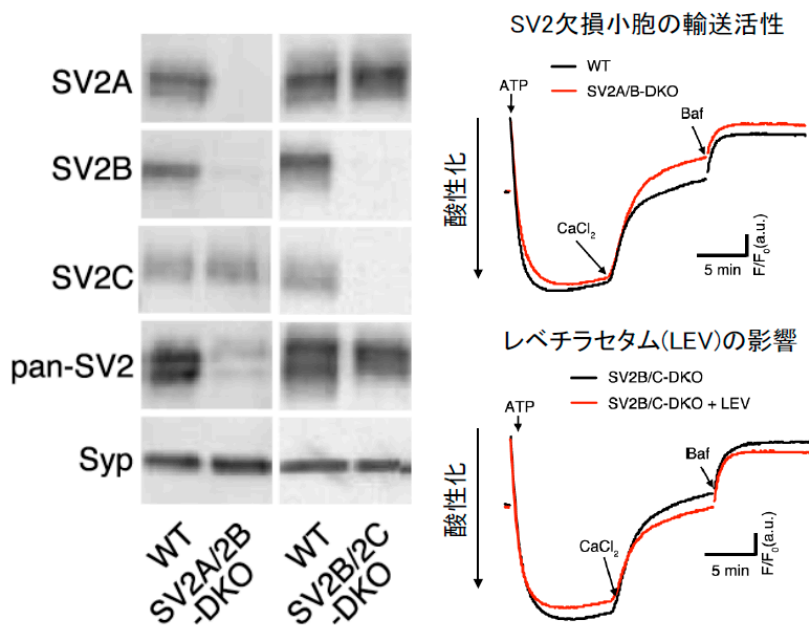 SV2A
SV2B
SV2C
pan-SV2
Syp
WT
SV2A/2B
-DKO
WT
SV2B/2C
-DKO
SV2欠損小胞の輸送活性
WT
SV2A/B-DKO
ATP
Baf
酸性化
CaCl₂
5 min
F/F₀(a.u.)
レベチラセタム(LEV)の影響
SV2B/C-DKO
SV2B/C-DKO + LEV
ATP
Baf
酸性化
CaCl₂
5 min
F/F₀(a.u.)